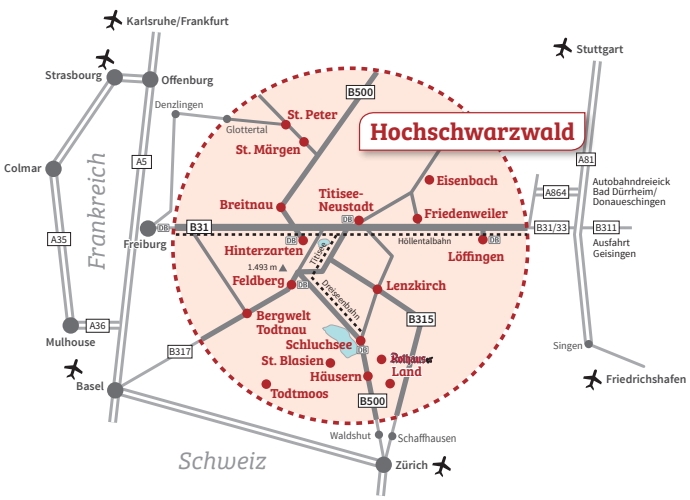 Karlsruhe/Frankfurt
Stuttgart
Strasbourg
Offenburg
B500
Denzlingen
St. Peter
Glottertal
Hochschwarzwald
St. Märgen
A81
Colmar
A5
Frankreich
Eisenbach
Autobahndreieick
Bad Dürrheim/
Donaueschingen
A864
Breitnau
Titisee-
Neustadt
DB
Friedenweiler
B31
DB
B31/33
B311
A35
Freiburg
Hinterzarten
DB
Höllentalbahn
DB
Löffingen
Ausfahrt
Geisingen
Titisee
1.493 m
Feldberg
DB
Dreiseenbahn
Lenzkirch
Bergwelt
Todtnau
B315
A36
Mulhouse
B317
Schluchsee
DB
Singen
St. Blasien
Land
Häusern
Basel
Todtmoos
B500
Friedrichshafen
Waldshut
Schaffhausen
Schweiz
Zürich